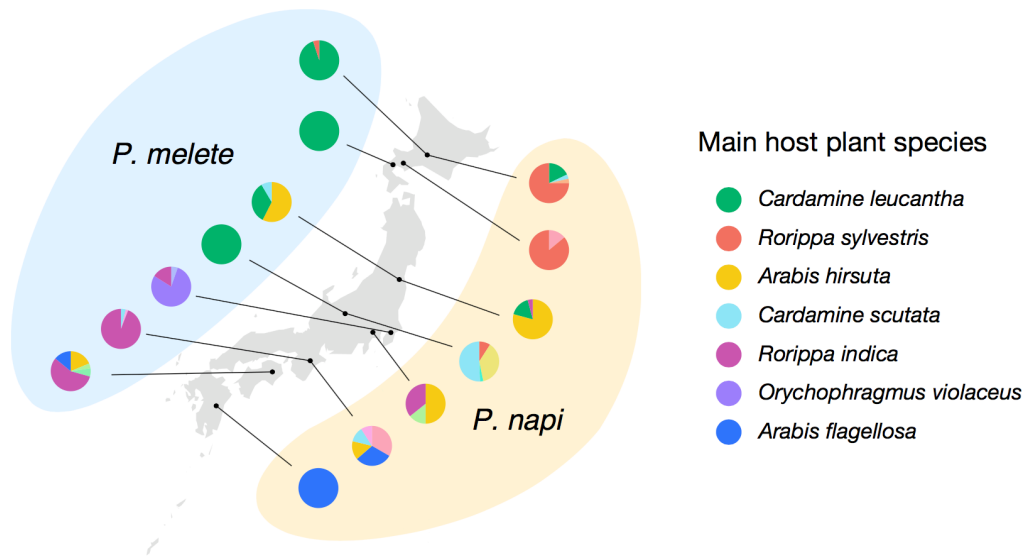 P. melete
P. napi
Main host plant species
Cardamine leucantha
Rorippa sylvestris
Arabis hirsuta
Cardamine scutata
Rorippa indica
Orychophragmus violaceus
Arabis flagellosa